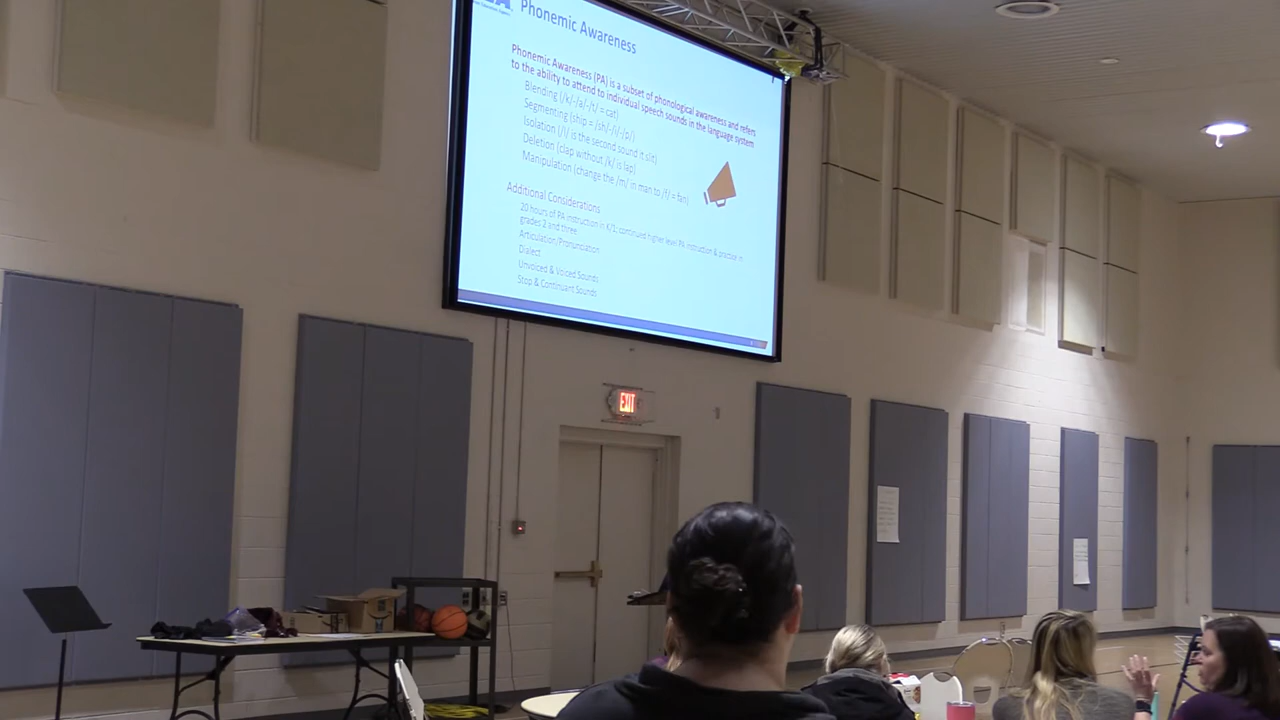 Phonemic Awareness
Phonemic Awareness (PA) is a subset of phonological awareness and refers
to the ability to attend to individual speech sounds in the language system
Blending (/k/-/a/-/t/ = cat)
Segmenting (ship = /sh/-/i/-/p/)
Isolation (/l/ is the second sound it slit)
Deletion (clap without /k/ is lap)
Manipulation (change the /m/ in man to /f/ = fan)
Additional Considerations
20 hours of PA instruction in K/1; continued higher level PA instruction & practice in
grades 2 and three
Articulation/Pronunciation
Dialect
Unvoiced & Voiced Sounds
Stop & Continuant Sounds
EXIT